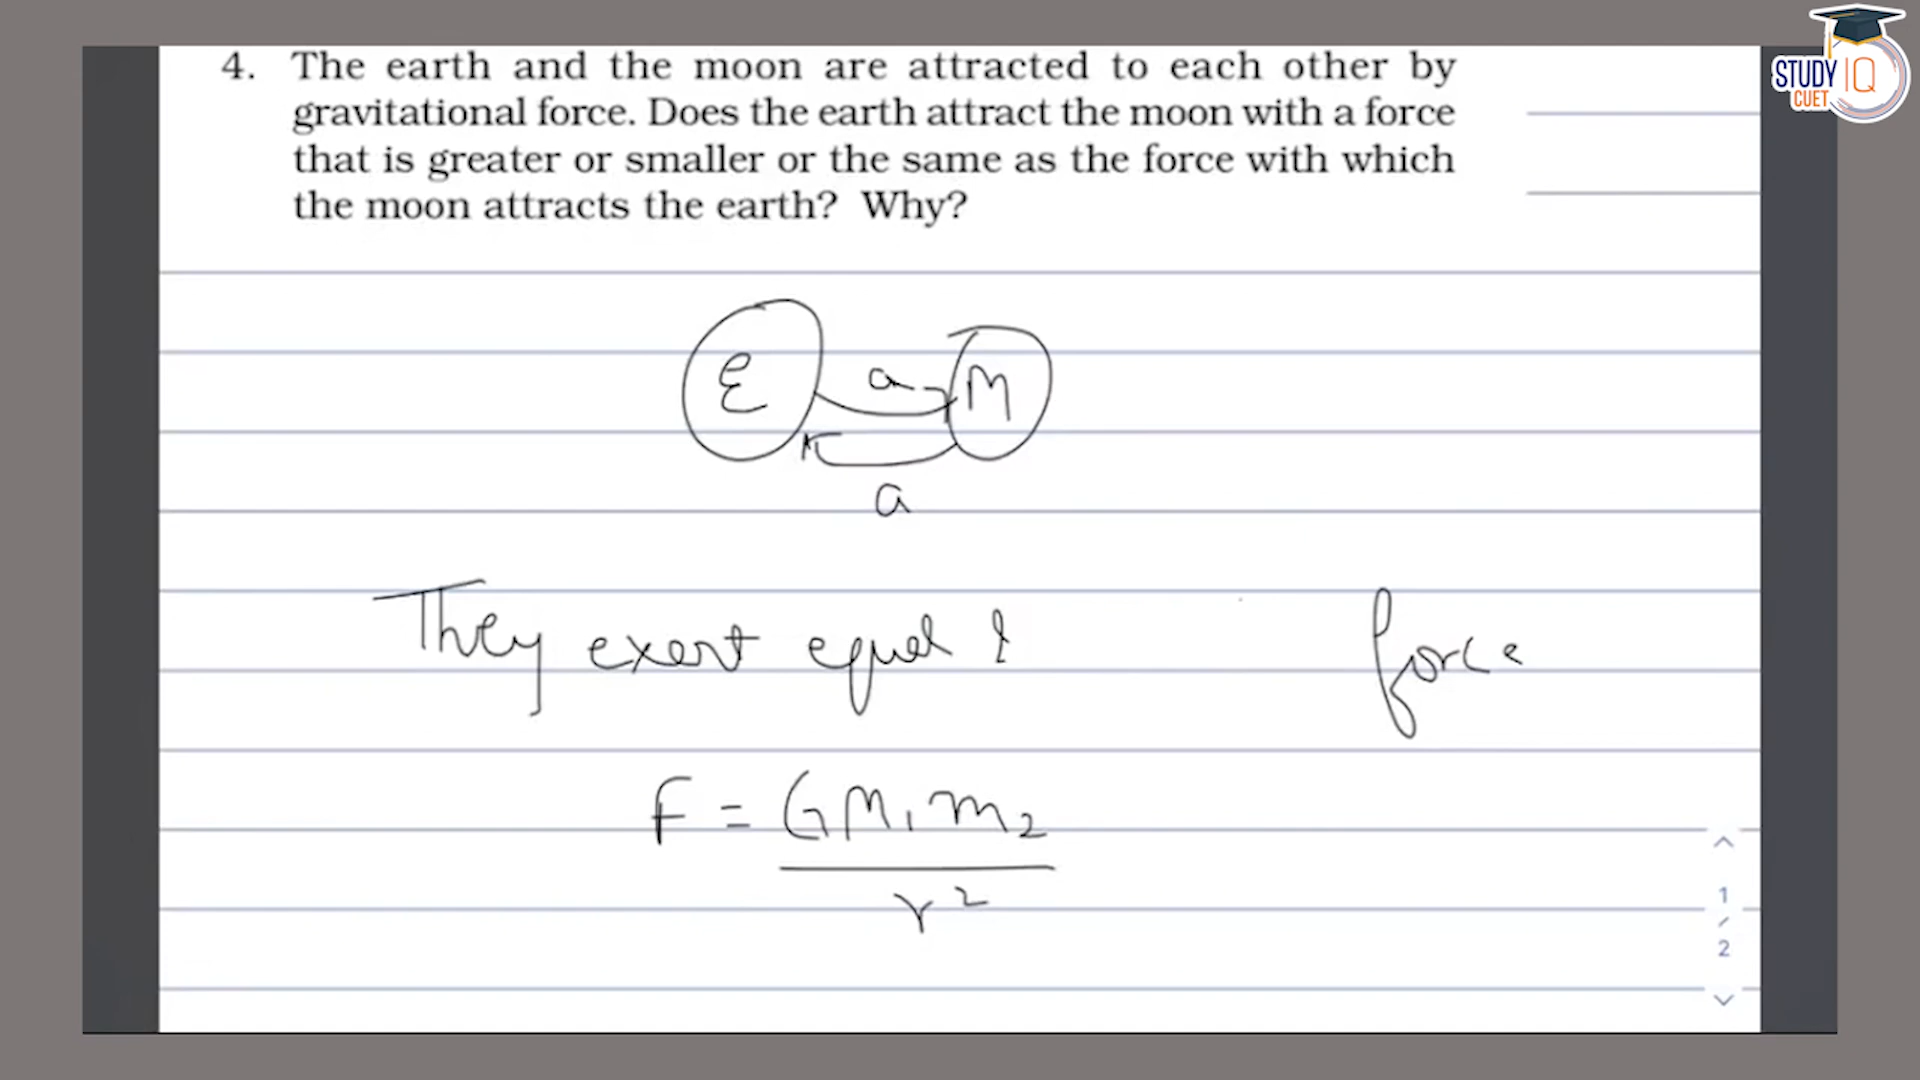 STUDY IQ
CUET
4. The earth and the moon are attracted to each other by
gravitational force. Does the earth attract the moon with a force
that is greater or smaller or the same as the force with which
the moon attracts the earth? Why?
E a M
a
They exert equal & force
F = GM₁m₂
r²
1
/
2